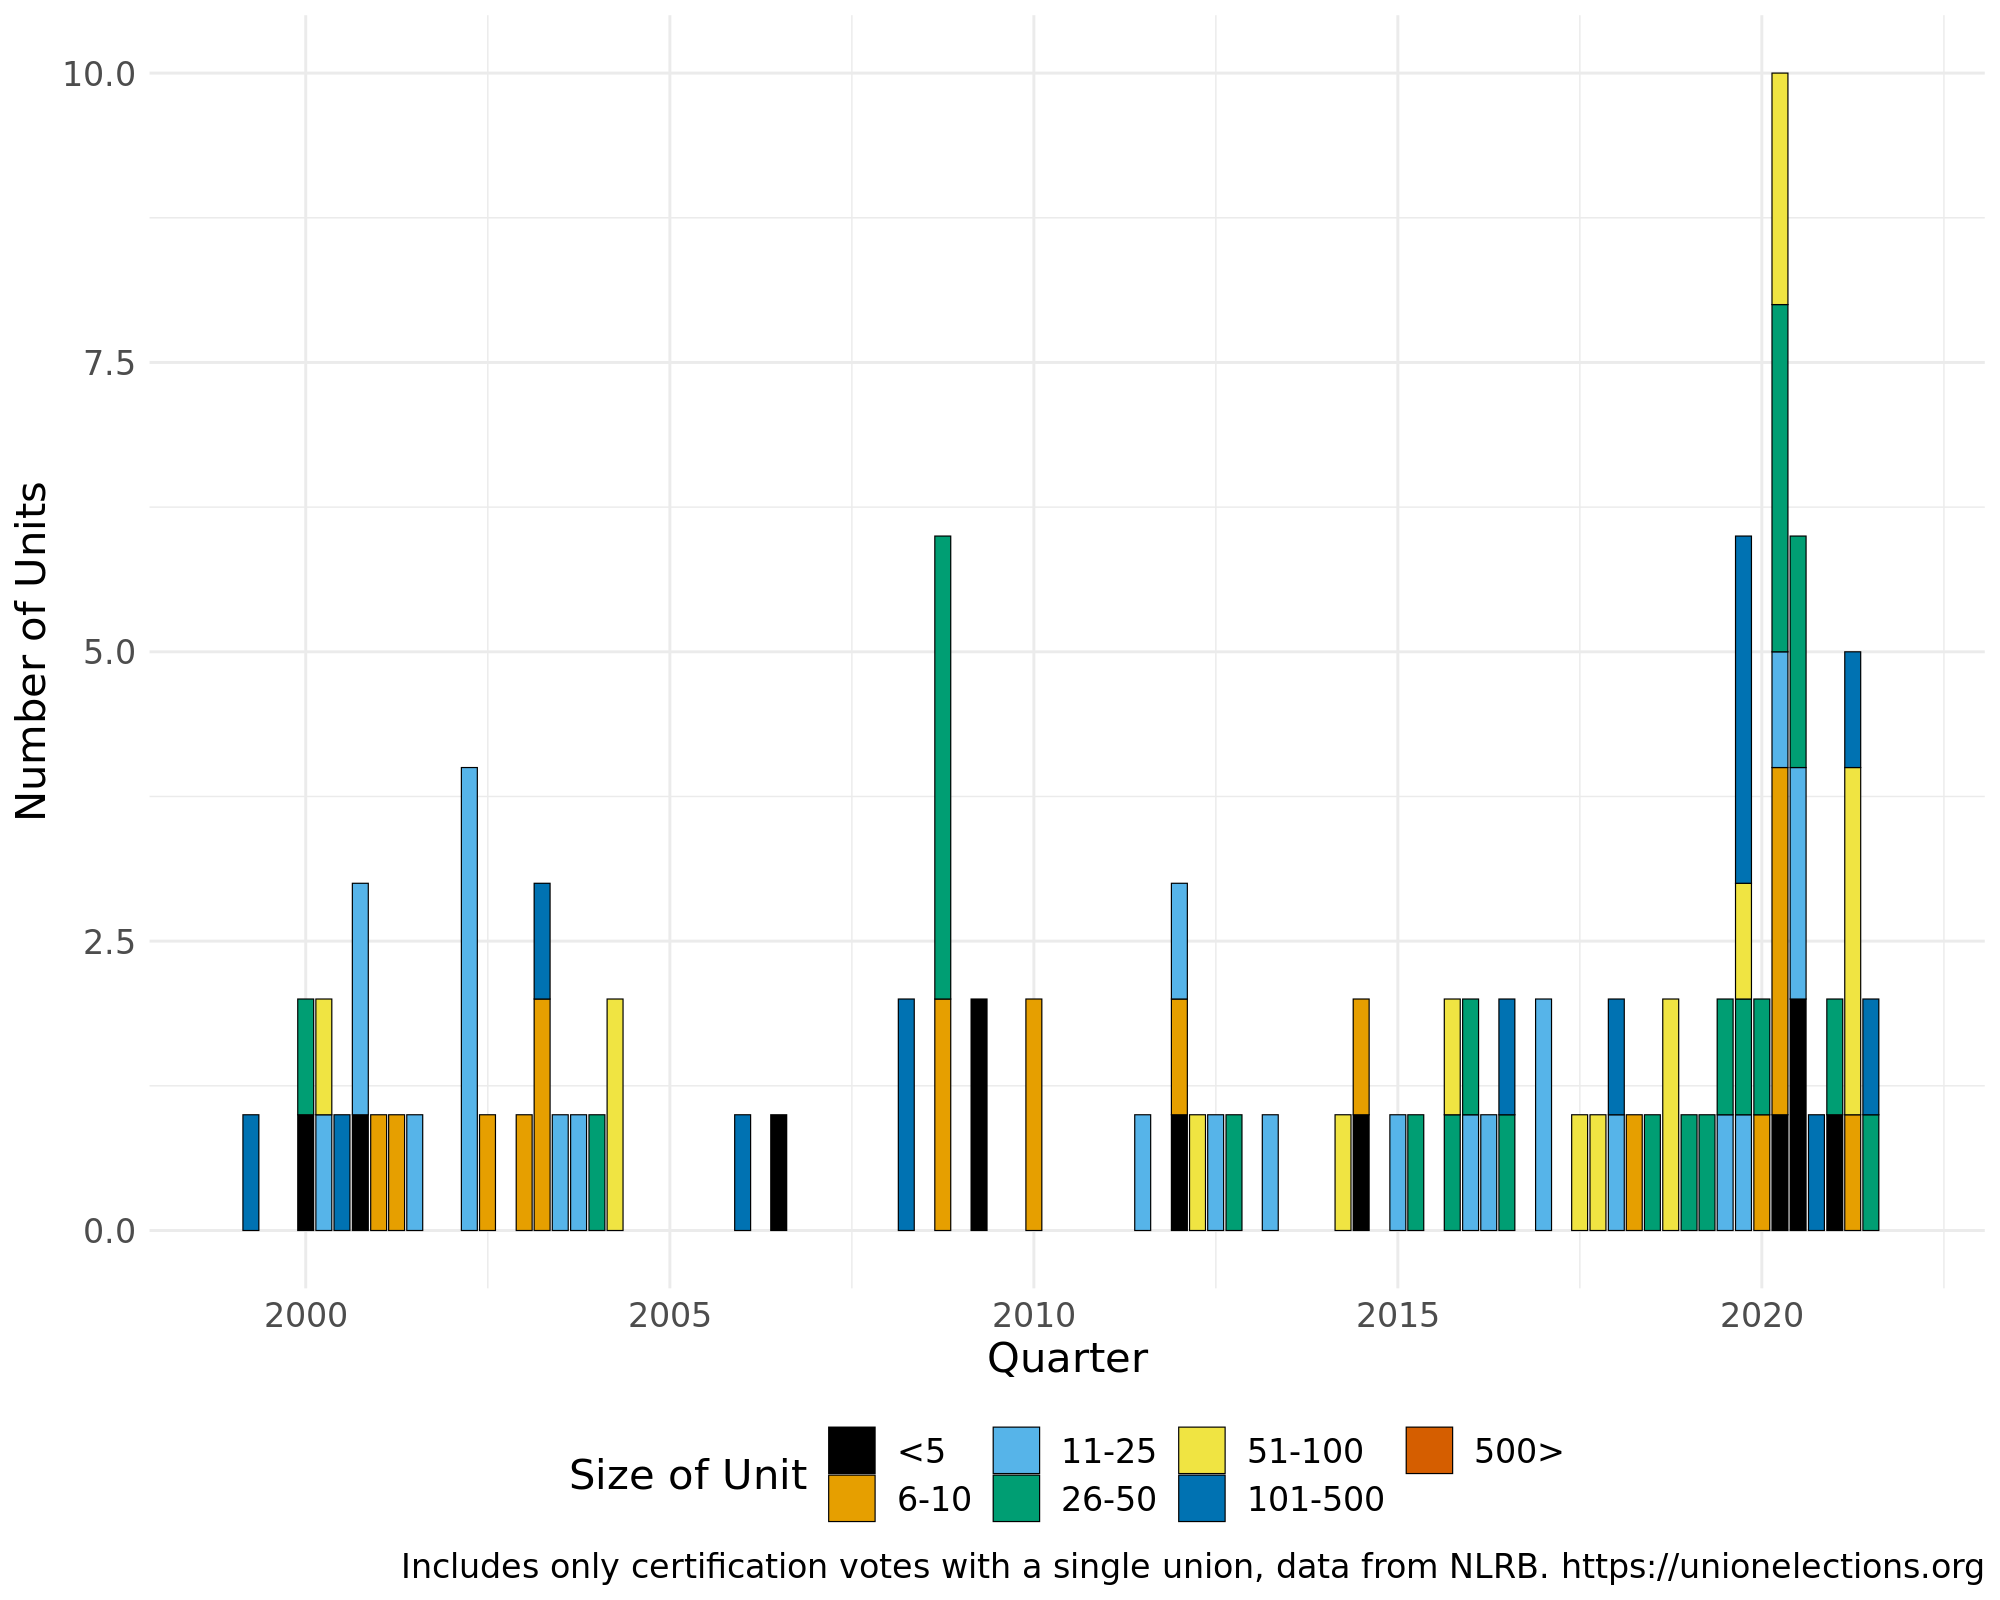 10.0
7.5
5.0
2.5
0.0
Number of Units
2000 2005 2010 2015 2020
Quarter
Size of Unit
<5 11-25 51-100 500>
6-10 26-50 101-500
Includes only certification votes with a single union, data from NLRB. https://unionelections.org